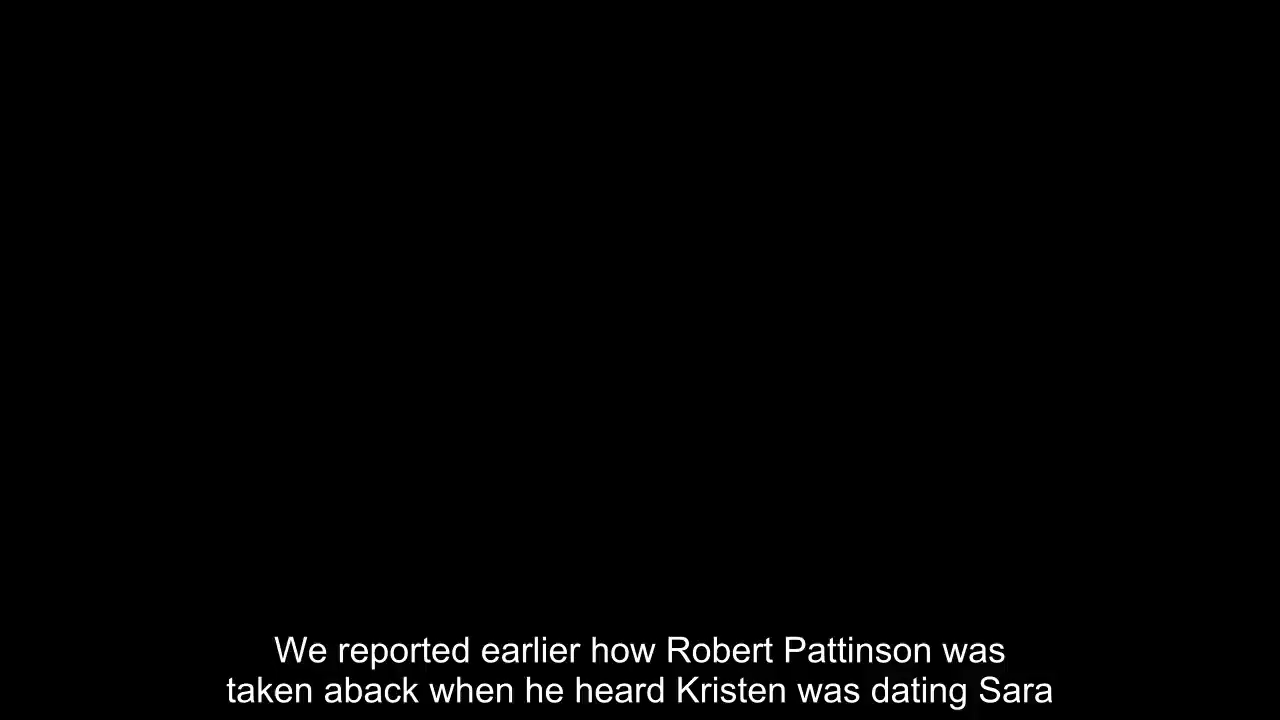 We reported earlier how Robert Pattinson was
taken aback when he heard Kristen was dating Sara